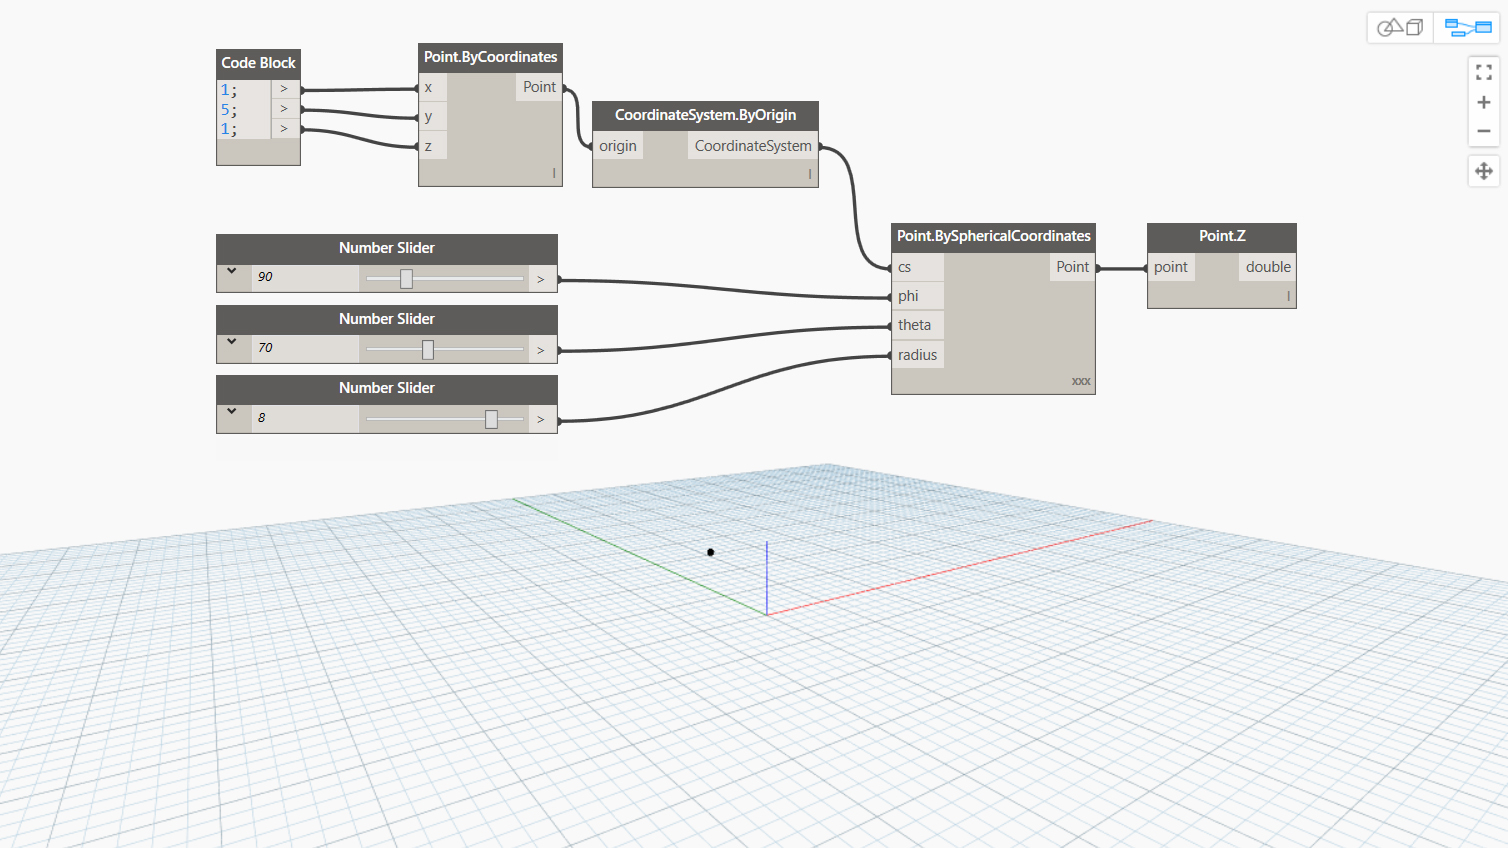 Code Block
1; >
5; >
1; >
Point.ByCoordinates
x Point
y
z
l
CoordinateSystem.ByOrigin
origin CoordinateSystem
l
Number Slider
90 >
Number Slider
70 >
Number Slider
8 >
Point.BySphericalCoordinates
cs Point
phi
theta
radius
xxx
Point.Z
point double
l